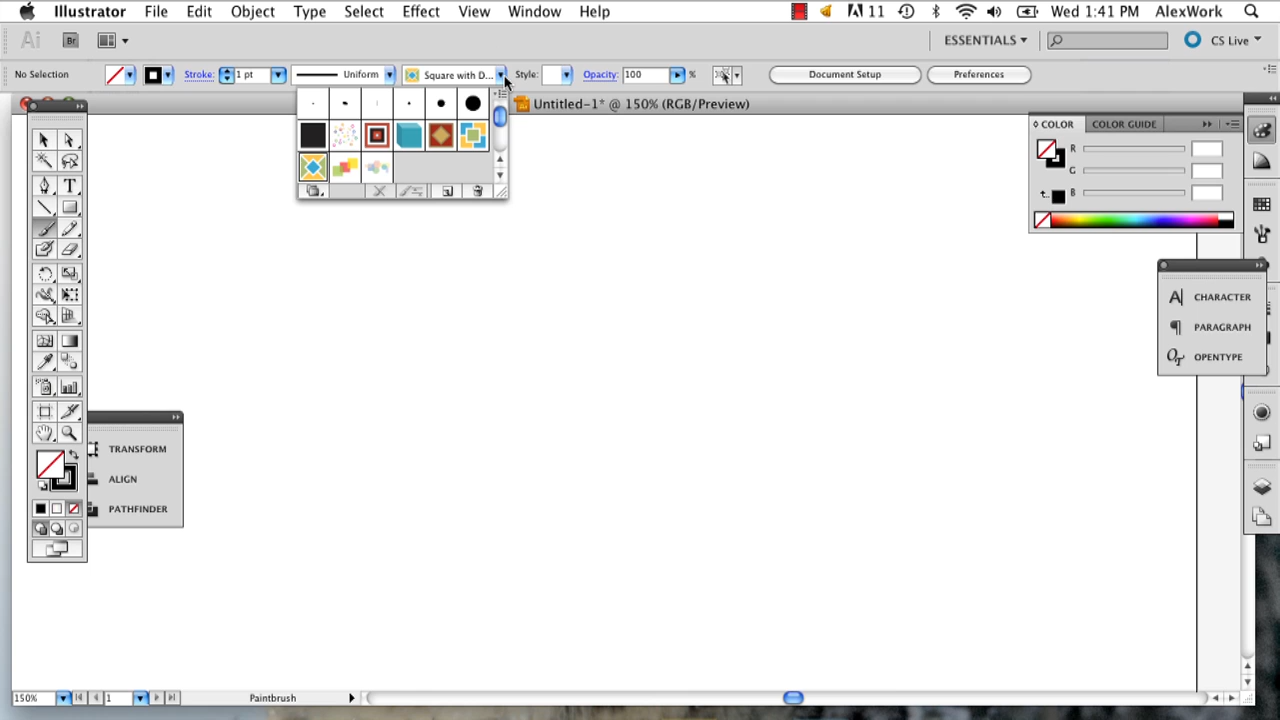 Illustrator File Edit Object Type Select Effect View Window Help 11 Wed 1:41 PM AlexWork
Ai Br ESSENTIALS CS Live
No Selection Stroke: 1 pt Uniform Square with D... Style: Opacity: 100 % Document Setup Preferences
Untitled-1* @ 150% (RGB/Preview)
COLOR COLOR GUIDE
R
G
B
CHARACTER
PARAGRAPH
OPENTYPE
TRANSFORM
ALIGN
PATHFINDER
150% 1 Paintbrush